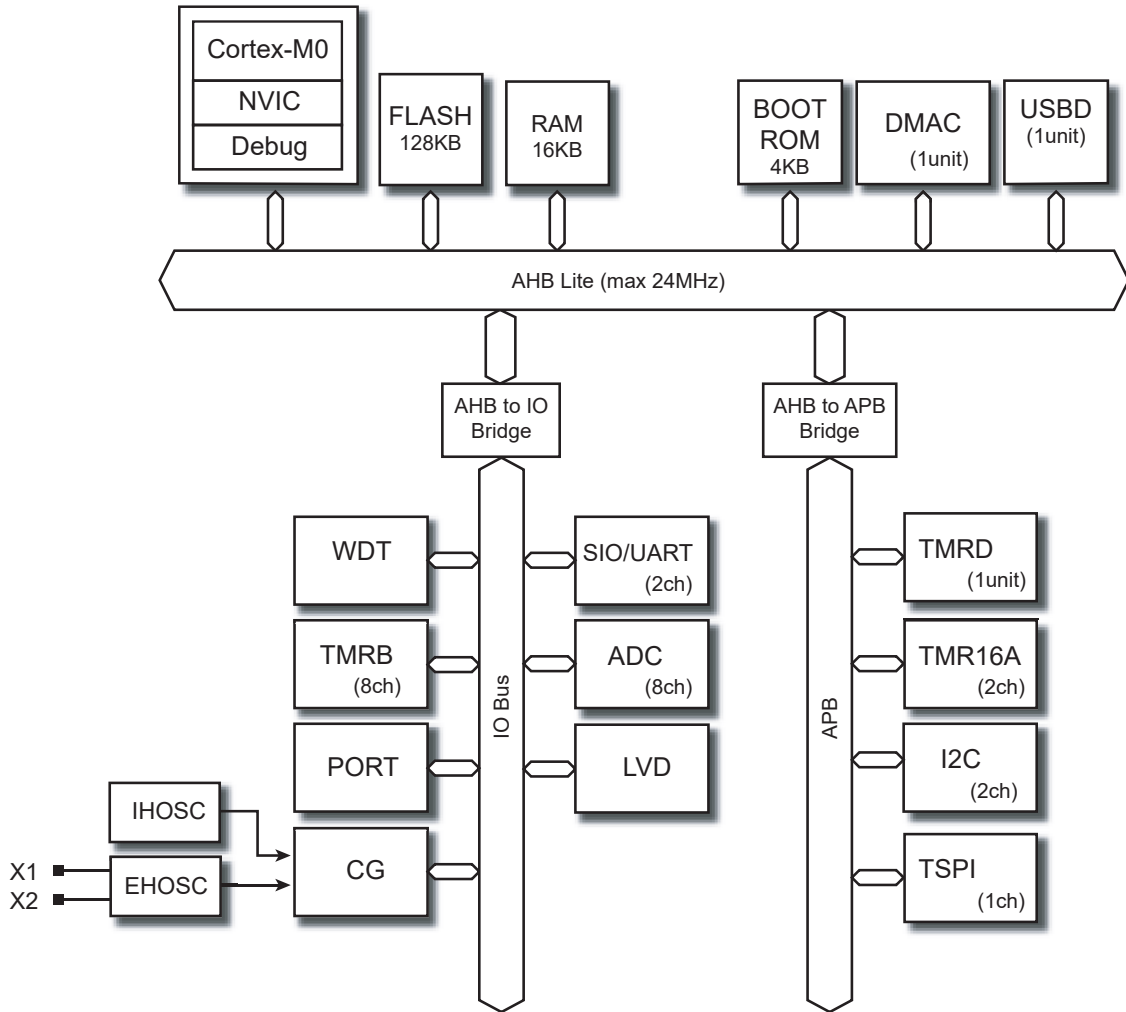 Cortex-M0
NVIC
Debug
FLASH
128KB
RAM
16KB
BOOT
ROM
4KB
DMAC
(1unit)
USBD
(1unit)
AHB Lite (max 24MHz)
AHB to IO
Bridge
AHB to APB
Bridge
WDT
SIO/UART
(2ch)
TMRB
(8ch)
ADC
(8ch)
PORT
LVD
IHOSC
X1
X2
EHOSC
CG
IO Bus
TMRD
(1unit)
TMR16A
(2ch)
I2C
(2ch)
TSPI
(1ch)
APB